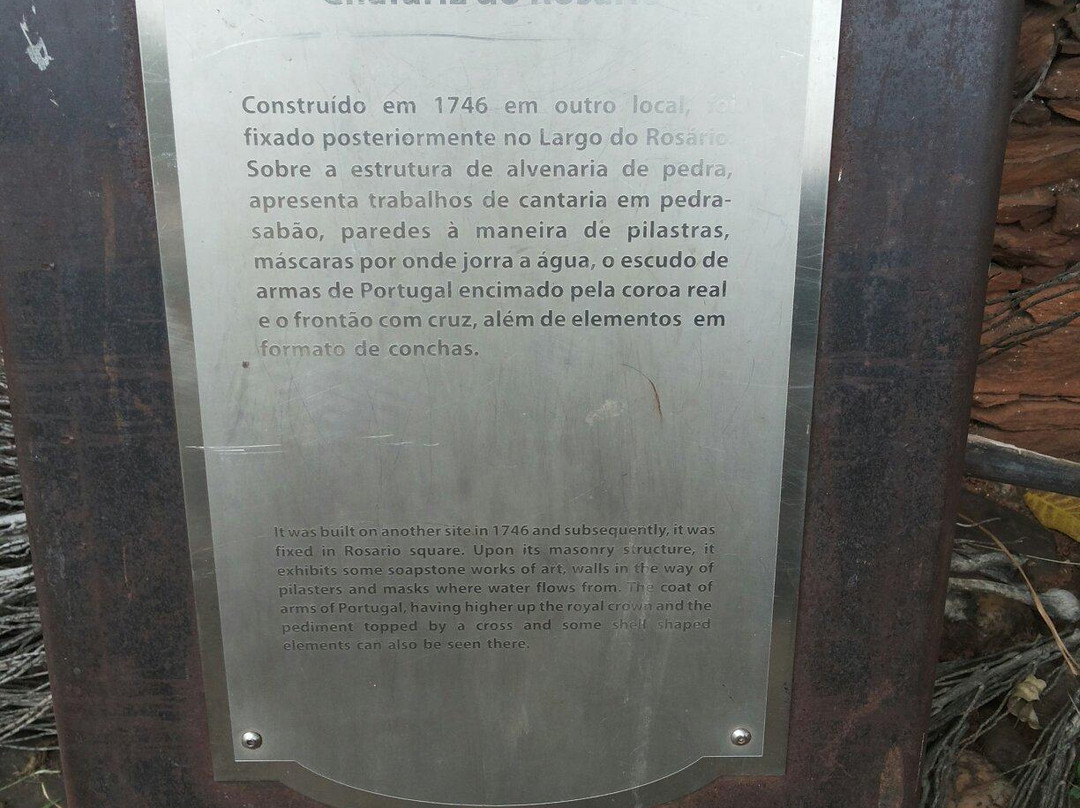 Chafariz do Rosário
Construído em 1746 em outro local, foi
fixado posteriormente no Largo do Rosário.
Sobre a estrutura de alvenaria de pedra,
apresenta trabalhos de cantaria em pedra-
sabão, paredes à maneira de pilastras,
máscaras por onde jorra a água, o escudo de
armas de Portugal encimado pela coroa real
e o frontão com cruz, além de elementos em
formato de conchas.
It was built on another site in 1746 and subsequently, it was
fixed in Rosario square. Upon its masonry structure, it
exhibits some soapstone works of art, walls in the way of
pilasters and masks where water flows from. The coat of
arms of Portugal, having higher up the royal crown and the
pediment topped by a cross and some shell shaped
elements can also be seen there.